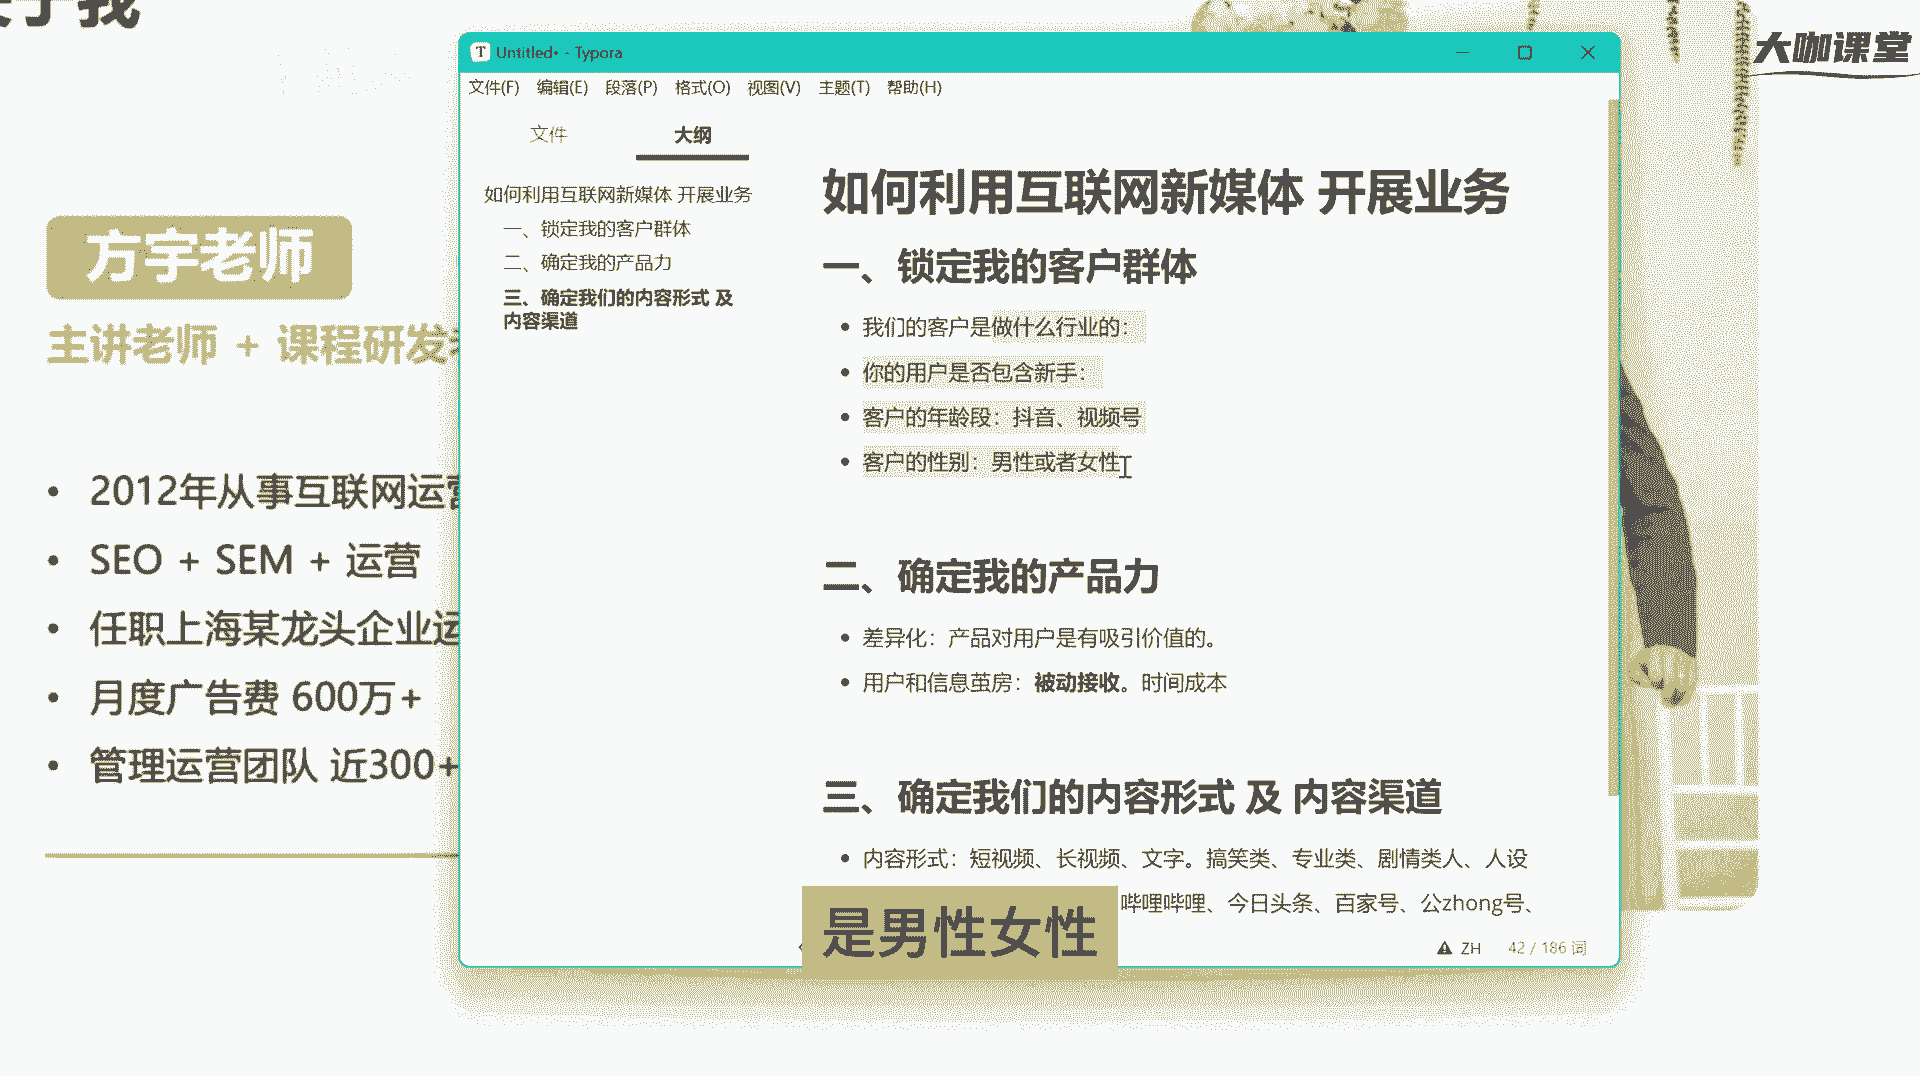 大咖课堂
方宇老师
主讲老师 + 课程研发
2012年从事互联网运营
SEO + SEM + 运营
任职上海某龙头企业运
月度广告费 600万+
管理运营团队 近300+
Untitled• - Typora
文件(F) 编辑(E) 段落(P) 格式(O) 视图(V) 主题(T) 帮助(H)
文件 大纲
如何利用互联网新媒体 开展业务
一、锁定我的客户群体
二、确定我的产品力
三、确定我们的内容形式 及
内容渠道
如何利用互联网新媒体 开展业务
一、锁定我的客户群体
我们的客户是做什么行业的：
你的用户是否包含新手：
客户的年龄段：抖音、视频号
客户的性别：男性或者女性
二、确定我的产品力
差异化：产品对用户是有吸引价值的。
用户和信息茧房：被动接收。时间成本
三、确定我们的内容形式 及 内容渠道
内容形式：短视频、长视频、文字。搞笑类、专业类、剧情类人、人设
哔哩哔哩、今日头条、百家号、公zhong号、
是男性女性
ZH 42 / 186 词